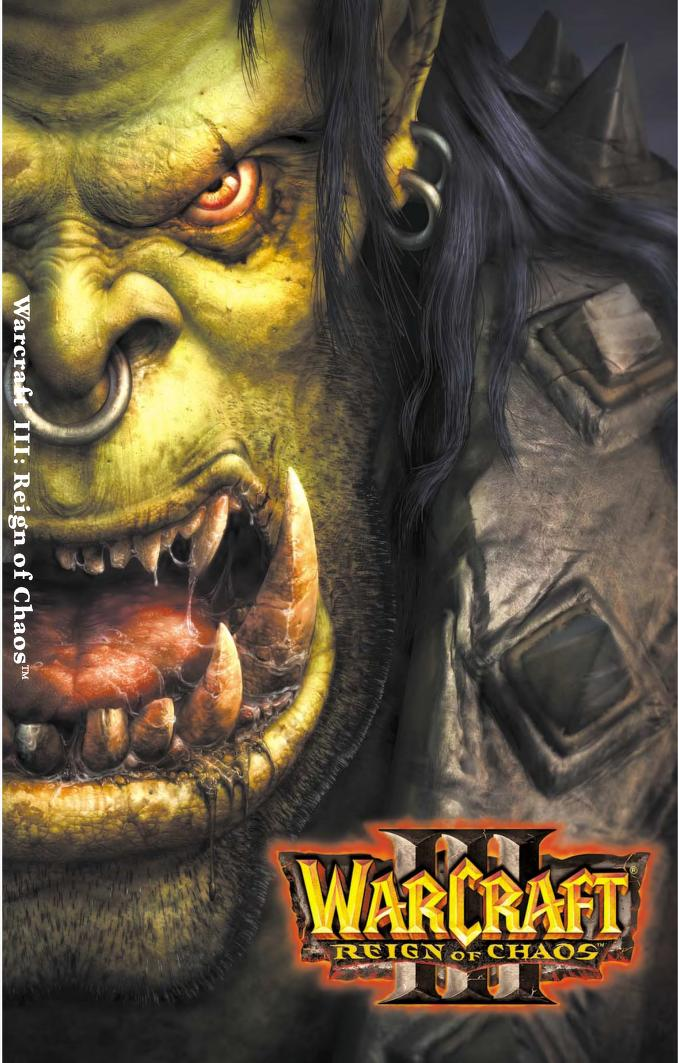 Warcraft III: Reign of Chaos™
III
WARCRAFT®
REIGN OF CHAOS™